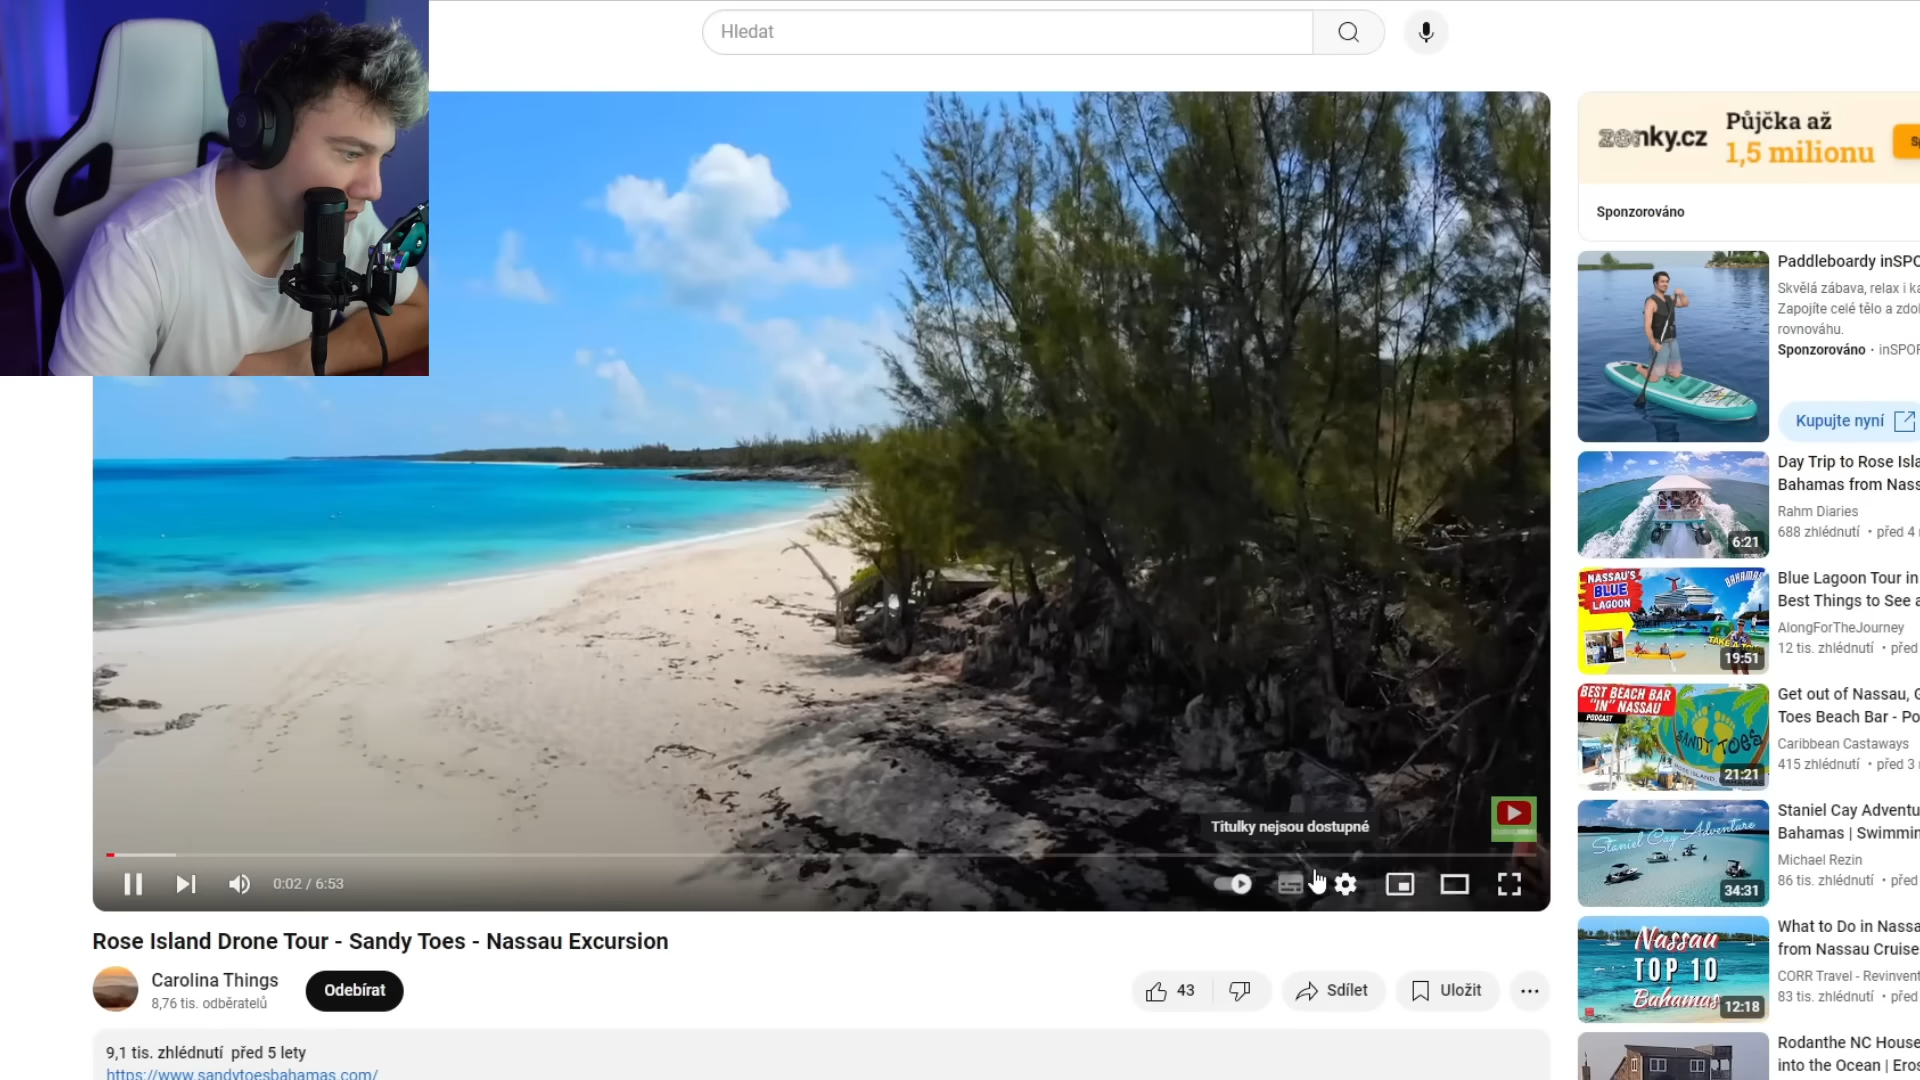 Hledat
zonky.cz
Půjčka až
1,5 milionu
Sponzorováno
Paddleboardy inSPO
Skvělá zábava, relax i ka
Zapojíte celé tělo a zdo
rovnováhu.
Sponzorováno · inSPOR
Kupujte nyní
Day Trip to Rose Isla
Bahamas from Nass
Rahm Diaries
688 zhlédnutí • před 4
6:21
NASSAU'S
BLUE
LAGOON
BAHAMAS
TAKE A TO
19:51
Blue Lagoon Tour in
Best Things to See a
AlongForTheJourney
12 tis. zhlédnutí • před
BEST BEACH BAR
"IN" NASSAU
PODCAST
SANDY TOES
ROSE ISLAND
21:21
Get out of Nassau, G
Toes Beach Bar - Po
Caribbean Castaways
415 zhlédnutí • před 3
Staniel Cay Adventure
34:31
Staniel Cay Adventu
Bahamas | Swimmin
Michael Rezin
86 tis. zhlédnutí • před
Nassau
TOP 10
Bahamas
12:18
What to Do in Nassa
from Nassau Cruise
CORR Travel - Revinvent
83 tis. zhlédnutí • před
Rodanthe NC House
into the Ocean | Eros
Titulky nejsou dostupné
0:02 / 6:53
Rose Island Drone Tour - Sandy Toes - Nassau Excursion
Carolina Things
8,76 tis. odběratelů
Odebírat
43
Sdílet
Uložit
9,1 tis. zhlédnutí před 5 lety
https://www.sandytoesbahamas.com/